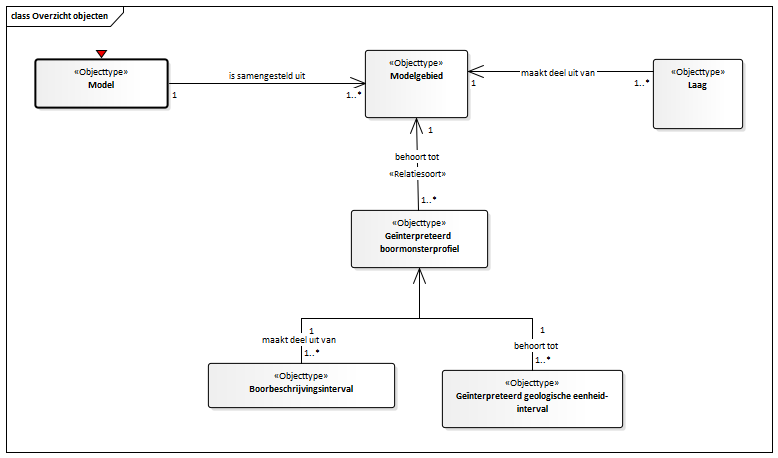 class Overzicht objecten
«Objecttype»
Model
is samengesteld uit
1
1..*
«Objecttype»
Modelgebied
maakt deel uit van
1
1..*
«Objecttype»
Laag
1
behoort tot
«Relatiesoort»
1..*
«Objecttype»
Geïnterpreteerd
boormonsterprofiel
1
maakt deel uit van
1..*
1
behoort tot
1..*
«Objecttype»
Boorbeschrijvingsinterval
«Objecttype»
Geïnterpreteerd geologische eenheid-
interval